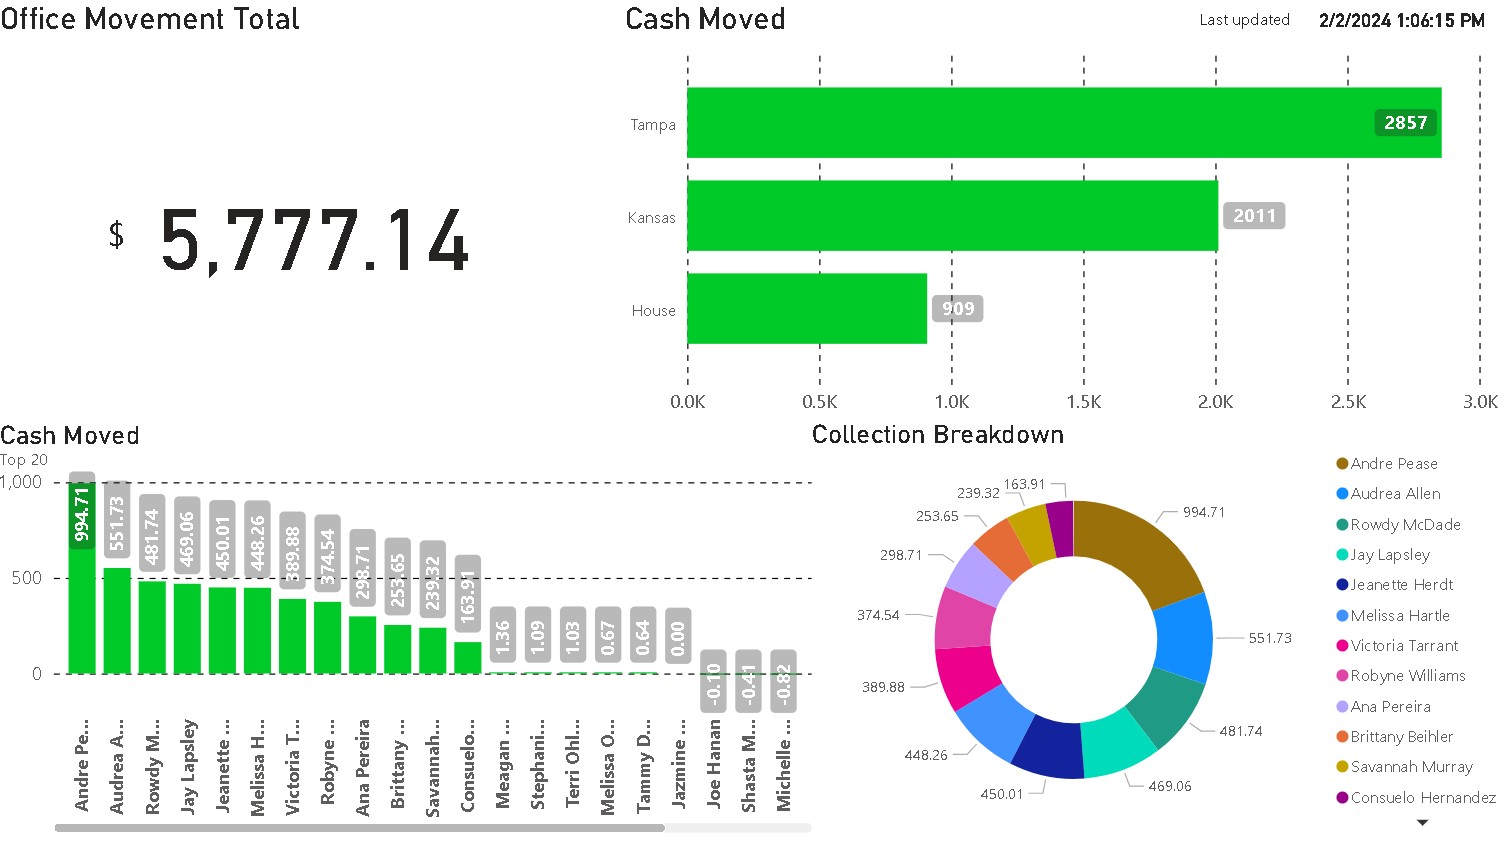 Office Movement Total
$ 5,777.14
Cash Moved
Last updated 2/2/2024 1:06:15 PM
Tampa 2857
Kansas 2011
House 909
0.0K 0.5K 1.0K 1.5K 2.0K 2.5K 3.0K
Cash Moved
Top 20
1,000
500
0
994.71 551.73 481.74 469.06 450.01 448.26 389.88 374.54 298.71 253.65 239.32 163.91 1.36 1.09 1.03 0.67 0.64 0.00 -0.10 -0.41 -0.82
Andre Pe...
Audrea A...
Rowdy M...
Jay Lapsley
Jeanette ...
Melissa H...
Victoria T...
Robyne ...
Ana Pereira
Brittany ...
Savannah...
Consuelo...
Meagan ...
Stephani...
Terri Ohl...
Melissa O...
Tammy D...
Jazmine ...
Joe Hanan
Shasta M...
Michelle ...
Collection Breakdown
994.71
551.73
481.74
469.06
450.01
448.26
389.88
374.54
298.71
253.65
239.32
163.91
Andre Pease
Audrea Allen
Rowdy McDade
Jay Lapsley
Jeanette Herdt
Melissa Hartle
Victoria Tarrant
Robyne Williams
Ana Pereira
Brittany Beihler
Savannah Murray
Consuelo Hernandez